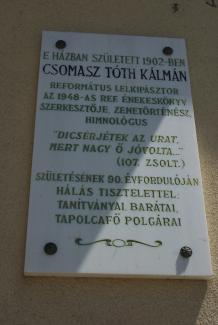 E HÁZBAN SZÜLETETT 1902-BEN
CSOMASZ TÓTH KÁLMÁN
REFORMÁTUS LELKIPÁSZTOR
AZ 1948-AS REF ÉNEKESKÖNYV
SZERKESZTŐJE, ZENETÖRTÉNÉSZ,
HIMNOLÓGUS
"DICSÉRJÉTEK AZ URAT,
MERT NAGY Ő JÓVOLTA..."
(107. ZSOLT.)
SZÜLETÉSÉNEK 90. ÉVFORDULÓJÁN
HÁLÁS TISZTELETTEL:
TANÍTVÁNYAI BARÁTAI,
TAPOLCAFŐ POLGÁRAI